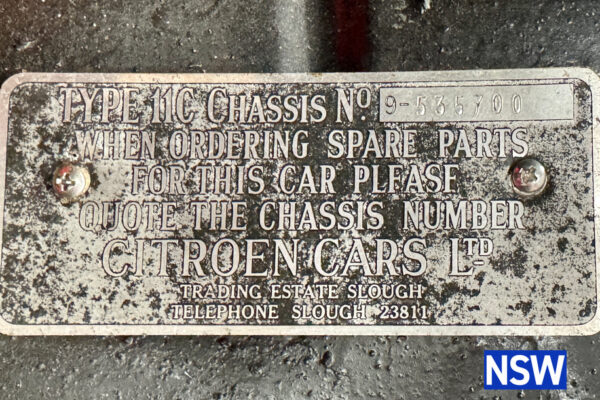 TYPE 11C CHASSIS Nº 9-535700
WHEN ORDERING SPARE PARTS
FOR THIS CAR PLEASE
QUOTE THE CHASSIS NUMBER
CITROEN CARS LTD
TRADING ESTATE SLOUGH
TELEPHONE SLOUGH 23811
NSW